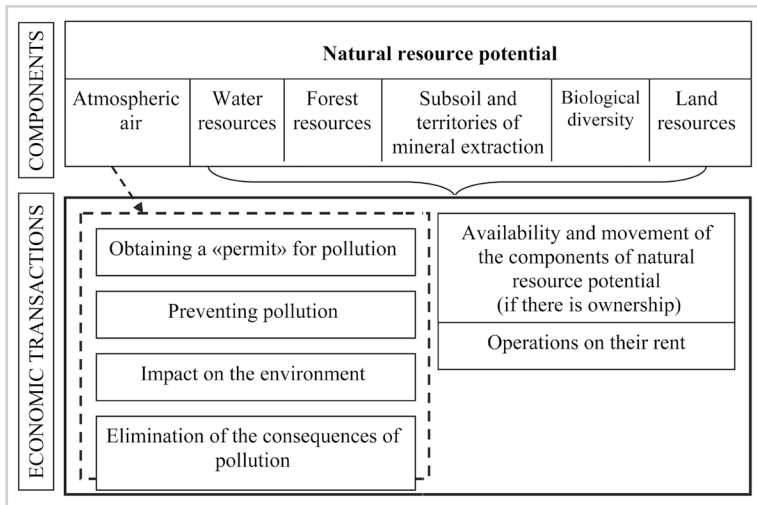 COMPONENTS
Natural resource potential
Atmospheric
air
Water
resources
Forest
resources
Subsoil and
territories of
mineral extraction
Biological
diversity
Land
resources
ECONOMIC TRANSACTIONS
Obtaining a «permit» for pollution
Preventing pollution
Impact on the environment
Elimination of the consequences of
pollution
Availability and movement of
the components of natural
resource potential
(if there is ownership)
Operations on their rent